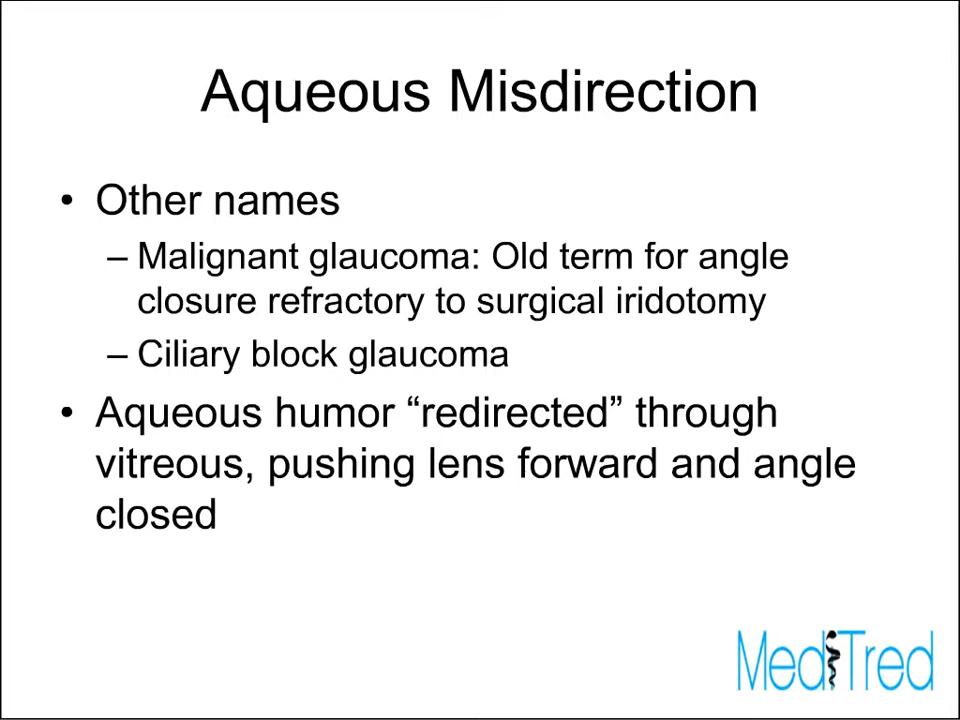 Aqueous Misdirection
• Other names
– Malignant glaucoma: Old term for angle
closure refractory to surgical iridotomy
– Ciliary block glaucoma
• Aqueous humor “redirected” through
vitreous, pushing lens forward and angle
closed
MediTred